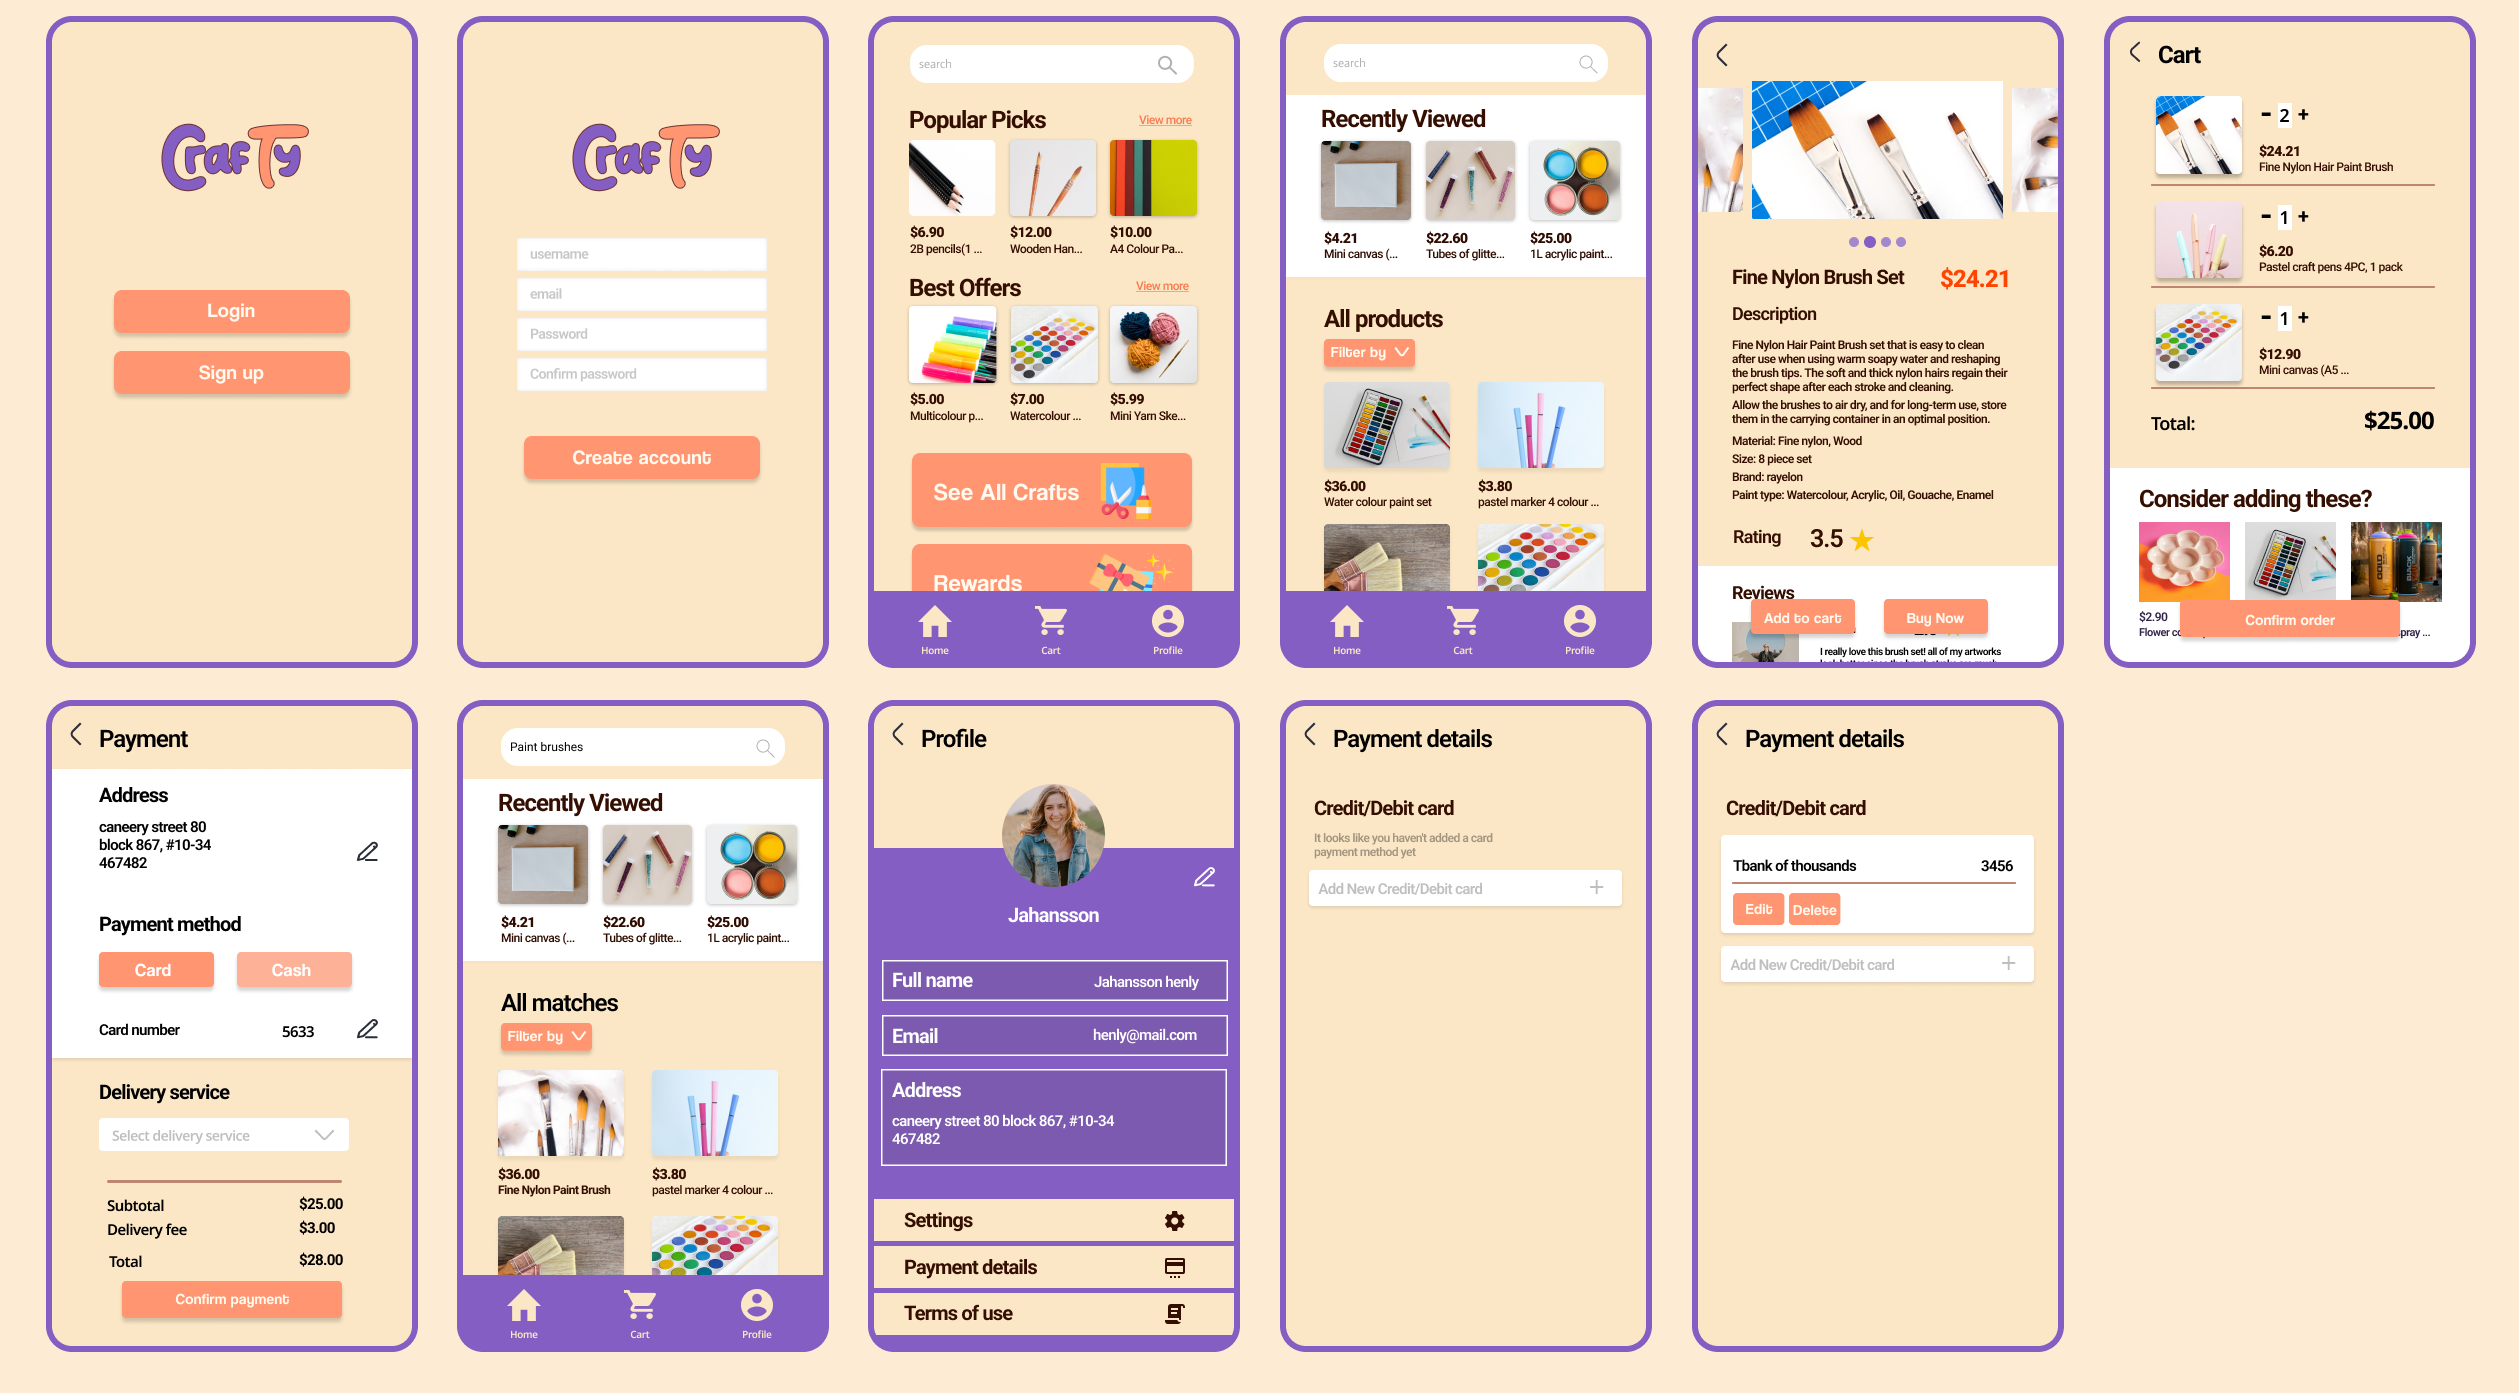 CrafTy
Login
Sign up
CrafTy
username
email
Password
Confirm password
Create account
search
Popular Picks
View more
$6.90
$12.00
$10.00
2B pencils(1 ...
Wooden Han...
A4 Colour Pa...
Best Offers
View more
$5.00
$7.00
$5.99
Multicolour p...
Watercolour ...
Mini Yarn Ske...
See All Crafts
Rewards
Home
Cart
Profile
search
Recently Viewed
$4.21
$22.60
$25.00
Mini canvas (...
Tubes of glitte...
1L acrylic paint...
All products
Filter by
$36.00
$3.80
Water colour paint set
pastel marker 4 colour ...
Home
Cart
Profile
Fine Nylon Brush Set
$24.21
Description
Fine Nylon Hair Paint Brush set that is easy to clean
after use when using warm soapy water and reshaping
the brush tips. The soft and thick nylon hairs regain their
perfect shape after each stroke and cleaning.
Allow the brushes to air dry, and for long-term use, store
them in the carrying container in an optimal position.
Material: Fine nylon, Wood
Size: 8 piece set
Brand: rayelon
Paint type: Watercolour, Acrylic, Oil, Gouache, Enamel
Rating
3.5
Reviews
Add to cart
Buy Now
I really love this brush set! all of my artworks
Cart
- 2 +
$24.21
Fine Nylon Hair Paint Brush
- 1 +
$6.20
Pastel craft pens 4PC, 1 pack
- 1 +
$12.90
Mini canvas (A5 ...
Total:
$25.00
Consider adding these?
GOLD
BLACK
$2.90
Flower
Confirm order
Payment
Address
caneery street 80
block 867, #10-34
467482
Payment method
Card
Cash
Card number
5633
Delivery service
Select delivery service
Subtotal
$25.00
Delivery fee
$3.00
Total
$28.00
Confirm payment
Paint brushes
Recently Viewed
$4.21
$22.60
$25.00
Mini canvas (...
Tubes of glitte...
1L acrylic paint...
All matches
Filter by
$36.00
$3.80
Fine Nylon Paint Brush
pastel marker 4 colour ...
Home
Cart
Profile
Profile
Jahansson
Full name
Jahansson henly
Email
henly@mail.com
Address
caneery street 80 block 867, #10-34
467482
Settings
Payment details
Terms of use
Payment details
Credit/Debit card
It looks like you haven't added a card
payment method yet
Add New Credit/Debit card
Payment details
Credit/Debit card
Tbank of thousands
3456
Edit
Delete
Add New Credit/Debit card